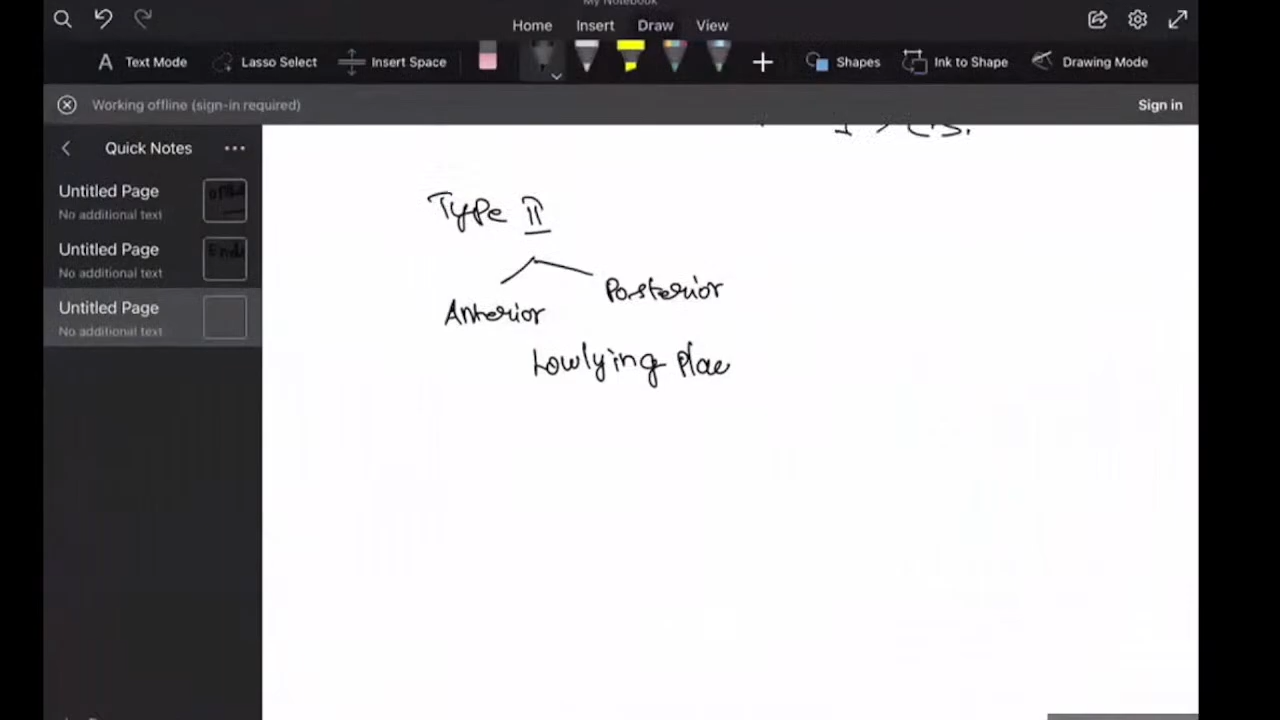 My Notebook
Home Insert Draw View
Text Mode Lasso Select Insert Space Shapes Ink to Shape Drawing Mode
Working offline (sign-in required) Sign in
Quick Notes
Untitled Page
No additional text
Untitled Page
No additional text
Untitled Page
No additional text
Type II
Anterior Posterior
Lowlying Plac